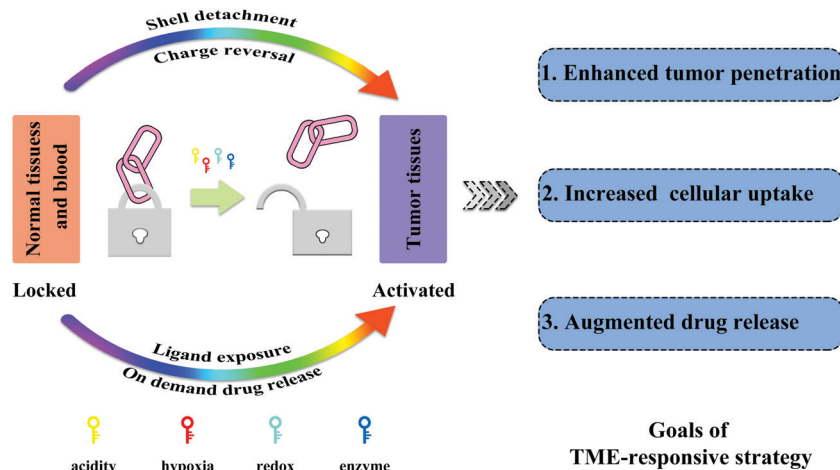 Shell detachment
Charge reversal
Normal tissuess
and blood
Tumor tissues
Locked
Activated
Ligand exposure
On demand drug release
acidity hypoxia redox enzyme
1. Enhanced tumor penetration
2. Increased cellular uptake
3. Augmented drug release
Goals of
TME-responsive strategy